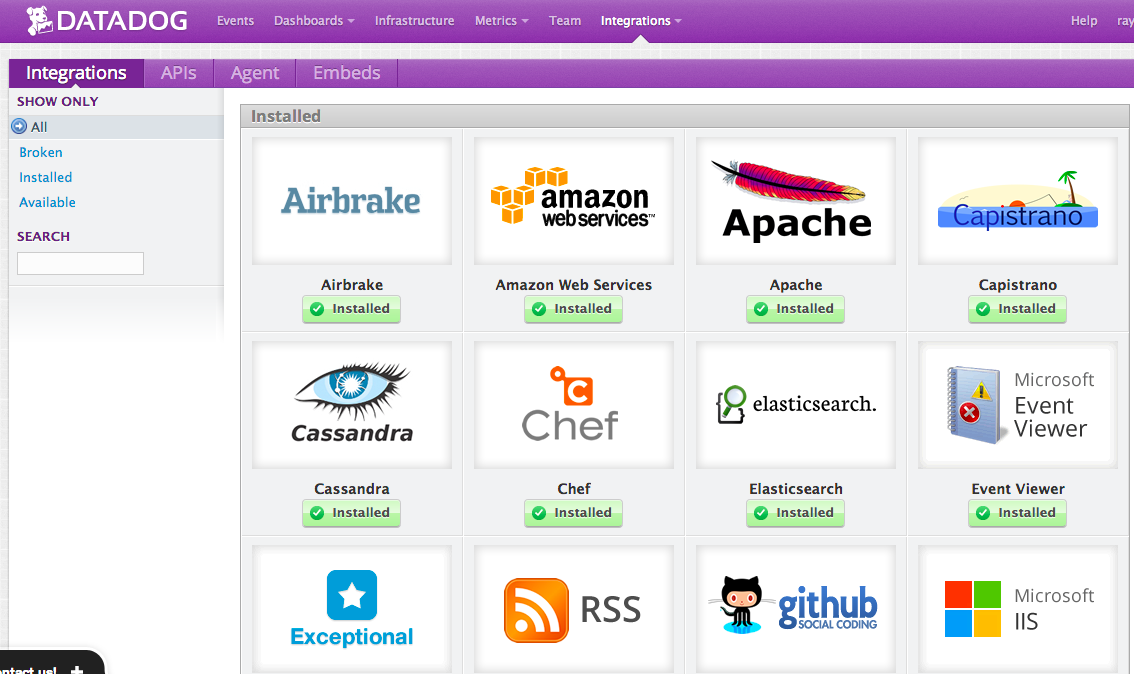 DATADOG Events Dashboards Infrastructure Metrics Team Integrations Help ray
Integrations APIs Agent Embeds
SHOW ONLY
All
Broken
Installed
Available
SEARCH
Installed
Airbrake
amazon
webservices™
Apache
Capistrano
Airbrake Amazon Web Services Apache Capistrano
Installed Installed Installed Installed
Cassandra
Chef
elasticsearch.
Microsoft
Event
Viewer
Cassandra Chef Elasticsearch Event Viewer
Installed Installed Installed Installed
Exceptional
RSS
github
SOCIAL CODING
Microsoft
IIS
ntact us!